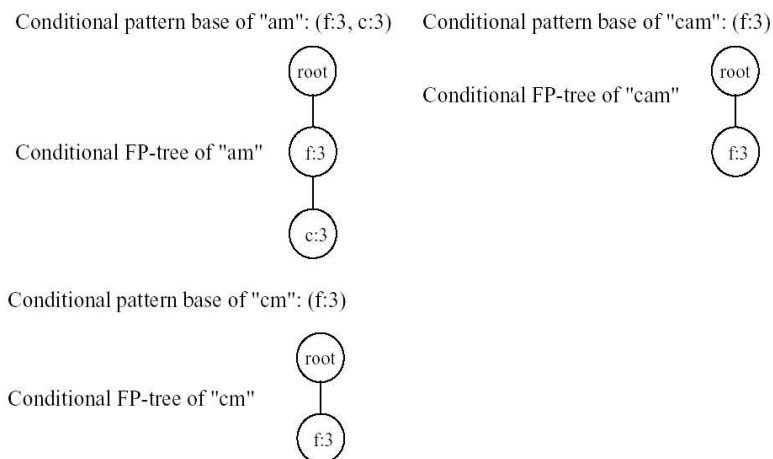 Conditional pattern base of "am": (f:3, c:3)
root
Conditional FP-tree of "am"
f:3
c:3
Conditional pattern base of "cam": (f:3)
root
Conditional FP-tree of "cam"
f:3
Conditional pattern base of "cm": (f:3)
root
Conditional FP-tree of "cm"
f:3